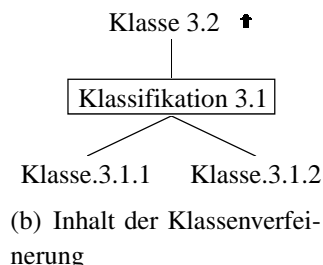 Klasse 3.2
Klassifikation 3.1
Klasse.3.1.1 Klasse.3.1.2
(b) Inhalt der Klassenverfei-
nerung